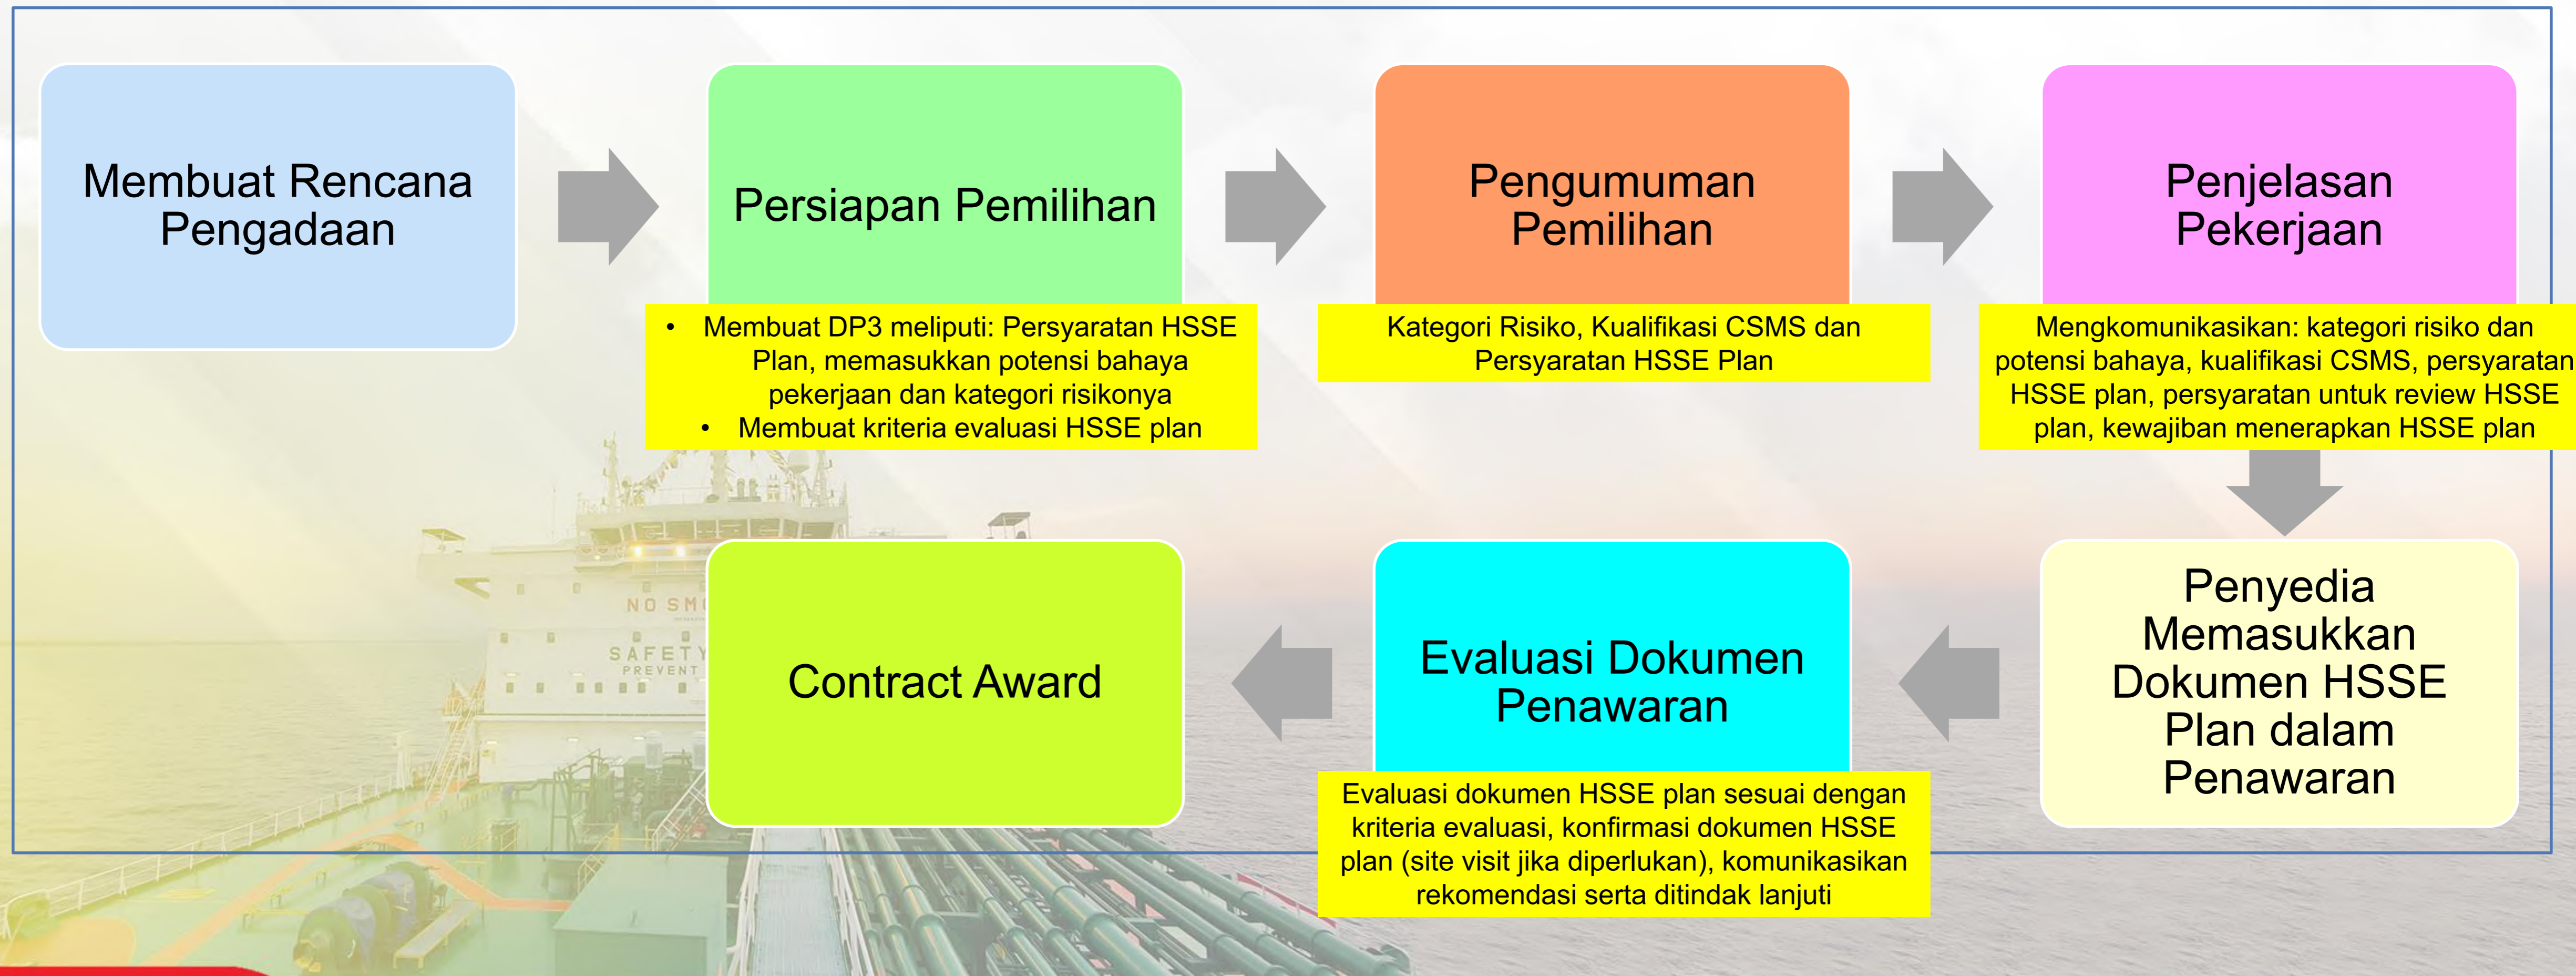 Membuat Rencana
Pengadaan
Persiapan Pemilihan
• Membuat DP3 meliputi: Persyaratan HSSE
Plan, memasukkan potensi bahaya
pekerjaan dan kategori risikonya
• Membuat kriteria evaluasi HSSE plan
Pengumuman
Pemilihan
Kategori Risiko, Kualifikasi CSMS dan
Persyaratan HSSE Plan
Penjelasan
Pekerjaan
Mengkomunikasikan: kategori risiko dan
potensi bahaya, kualifikasi CSMS, persyaratan
HSSE plan, persyaratan untuk review HSSE
plan, kewajiban menerapkan HSSE plan
Penyedia
Memasukkan
Dokumen HSSE
Plan dalam
Penawaran
Evaluasi Dokumen
Penawaran
Evaluasi dokumen HSSE plan sesuai dengan
kriteria evaluasi, konfirmasi dokumen HSSE
plan (site visit jika diperlukan), komunikasikan
rekomendasi serta ditindak lanjuti
Contract Award
NO SM
SAFETY
PREVENT